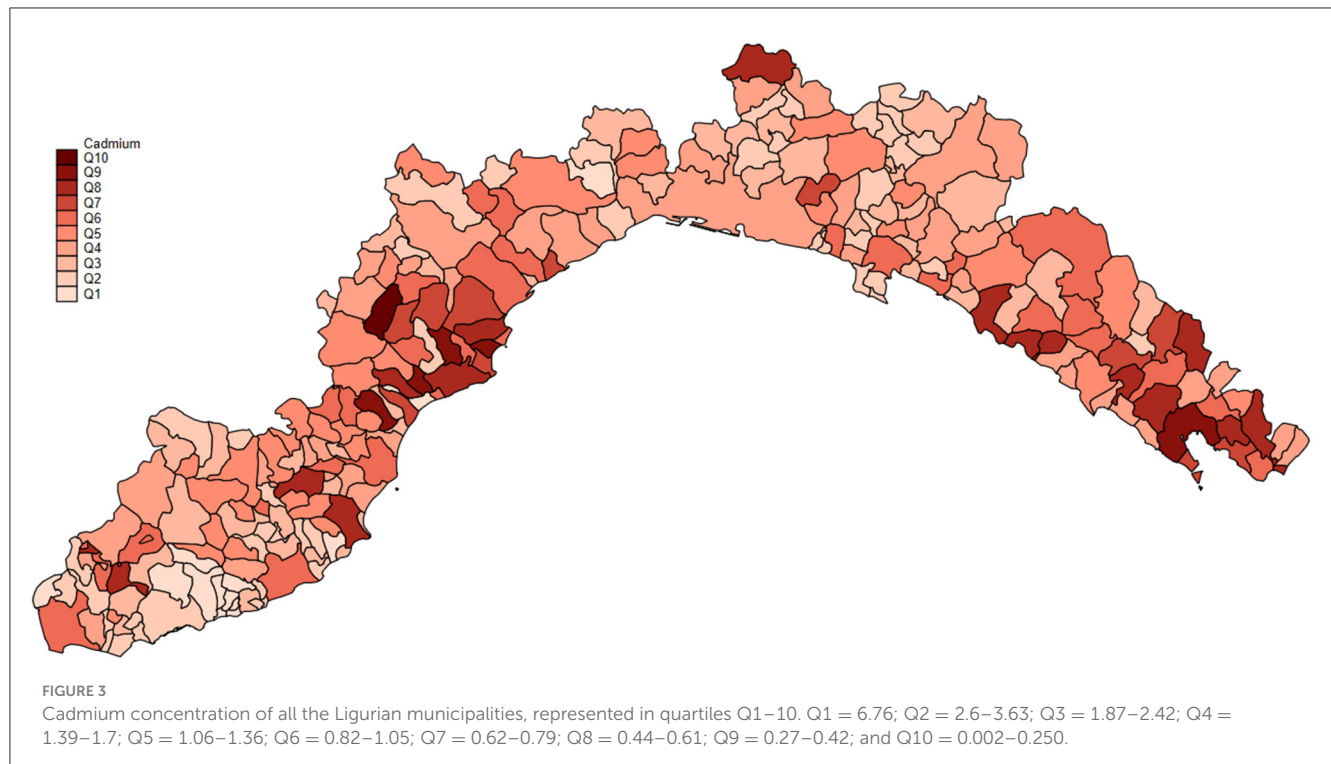 Cadmium
Q10
Q9
Q8
Q7
Q6
Q5
Q4
Q3
Q2
Q1
FIGURE 3
Cadmium concentration of all the Ligurian municipalities, represented in quartiles Q1–10. Q1 = 6.76; Q2 = 2.6–3.63; Q3 = 1.87–2.42; Q4 =
1.39–1.7; Q5 = 1.06–1.36; Q6 = 0.82–1.05; Q7 = 0.62–0.79; Q8 = 0.44–0.61; Q9 = 0.27–0.42; and Q10 = 0.002–0.250.